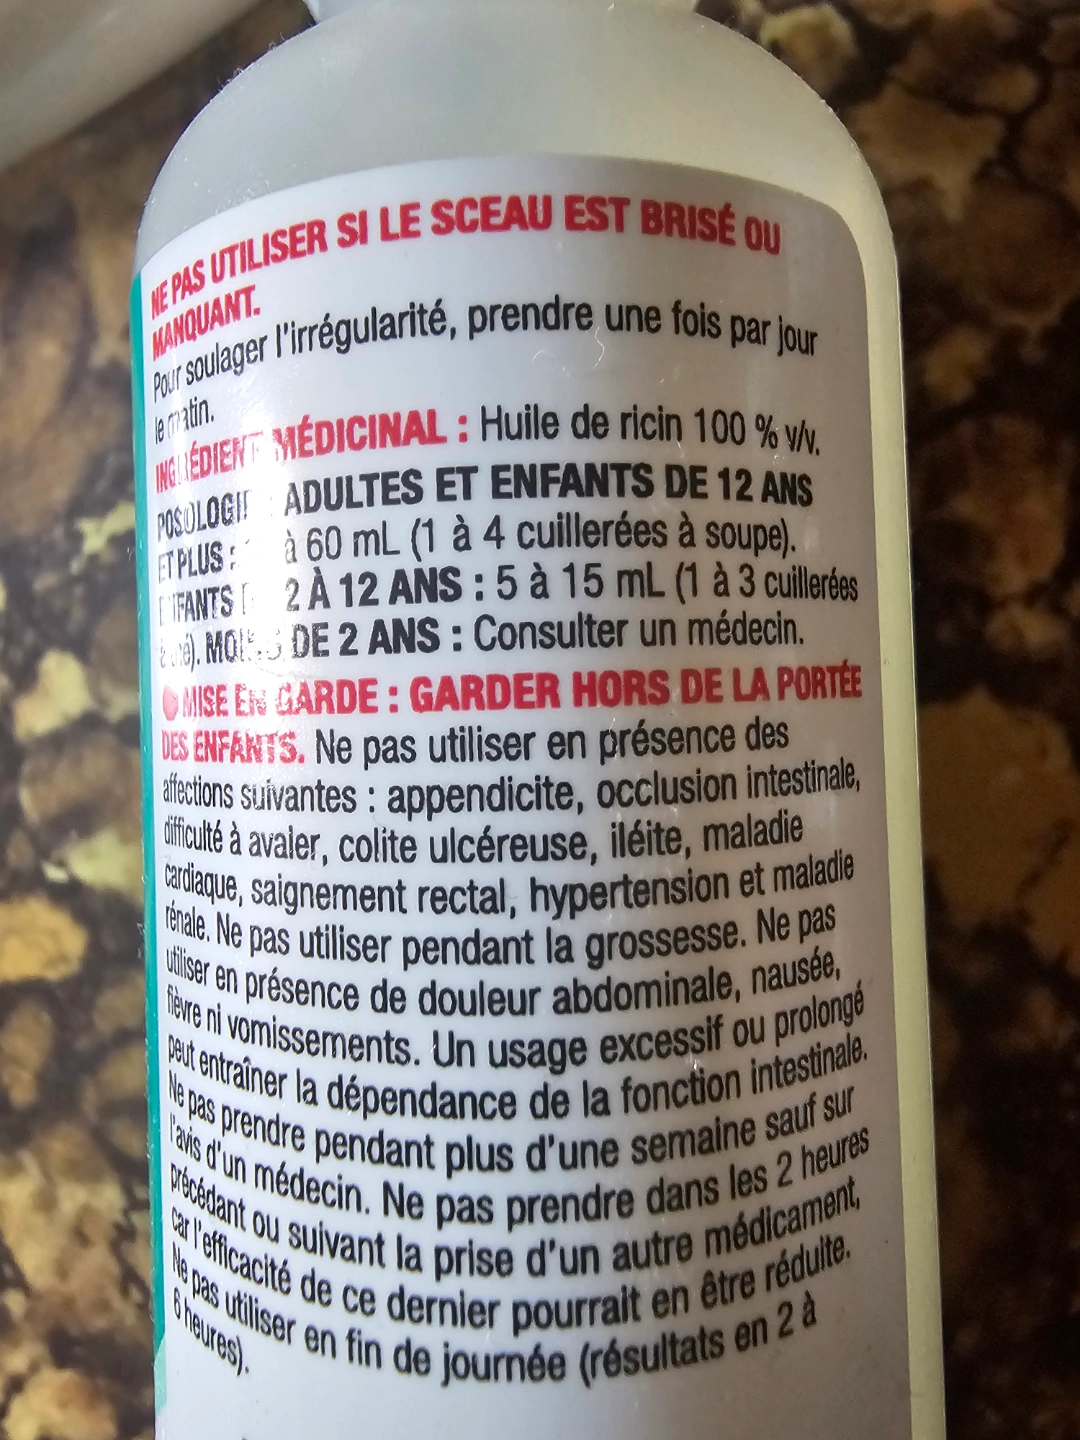 NE PAS UTILISER SI LE SCEAU EST BRISÉ OU
MANQUANT.
Pour soulager l'irrégularité, prendre une fois par jour
le matin.
INGRÉDIENT MÉDICINAL : Huile de ricin 100 % v/v.
POSOLOGIE : ADULTES ET ENFANTS DE 12 ANS
ET PLUS : à 60 mL (1 à 4 cuillerées à soupe).
ENFANTS DE 2 À 12 ANS : 5 à 15 mL (1 à 3 cuillerées
à thé). MOINS DE 2 ANS : Consulter un médecin.
MISE EN GARDE : GARDER HORS DE LA PORTÉE
DES ENFANTS. Ne pas utiliser en présence des
affections suivantes : appendicite, occlusion intestinale,
difficulté à avaler, colite ulcéreuse, iléite, maladie
cardiaque, saignement rectal, hypertension et maladie
rénale. Ne pas utiliser pendant la grossesse. Ne pas
utiliser en présence de douleur abdominale, nausée,
fièvre ni vomissements. Un usage excessif ou prolongé
peut entraîner la dépendance de la fonction intestinale.
Ne pas prendre pendant plus d'une semaine sauf sur
l'avis d'un médecin. Ne pas prendre dans les 2 heures
précédant ou suivant la prise d'un autre médicament,
car l'efficacité de ce dernier pourrait en être réduite.
Ne pas utiliser en fin de journée (résultats en 2 à
6 heures).